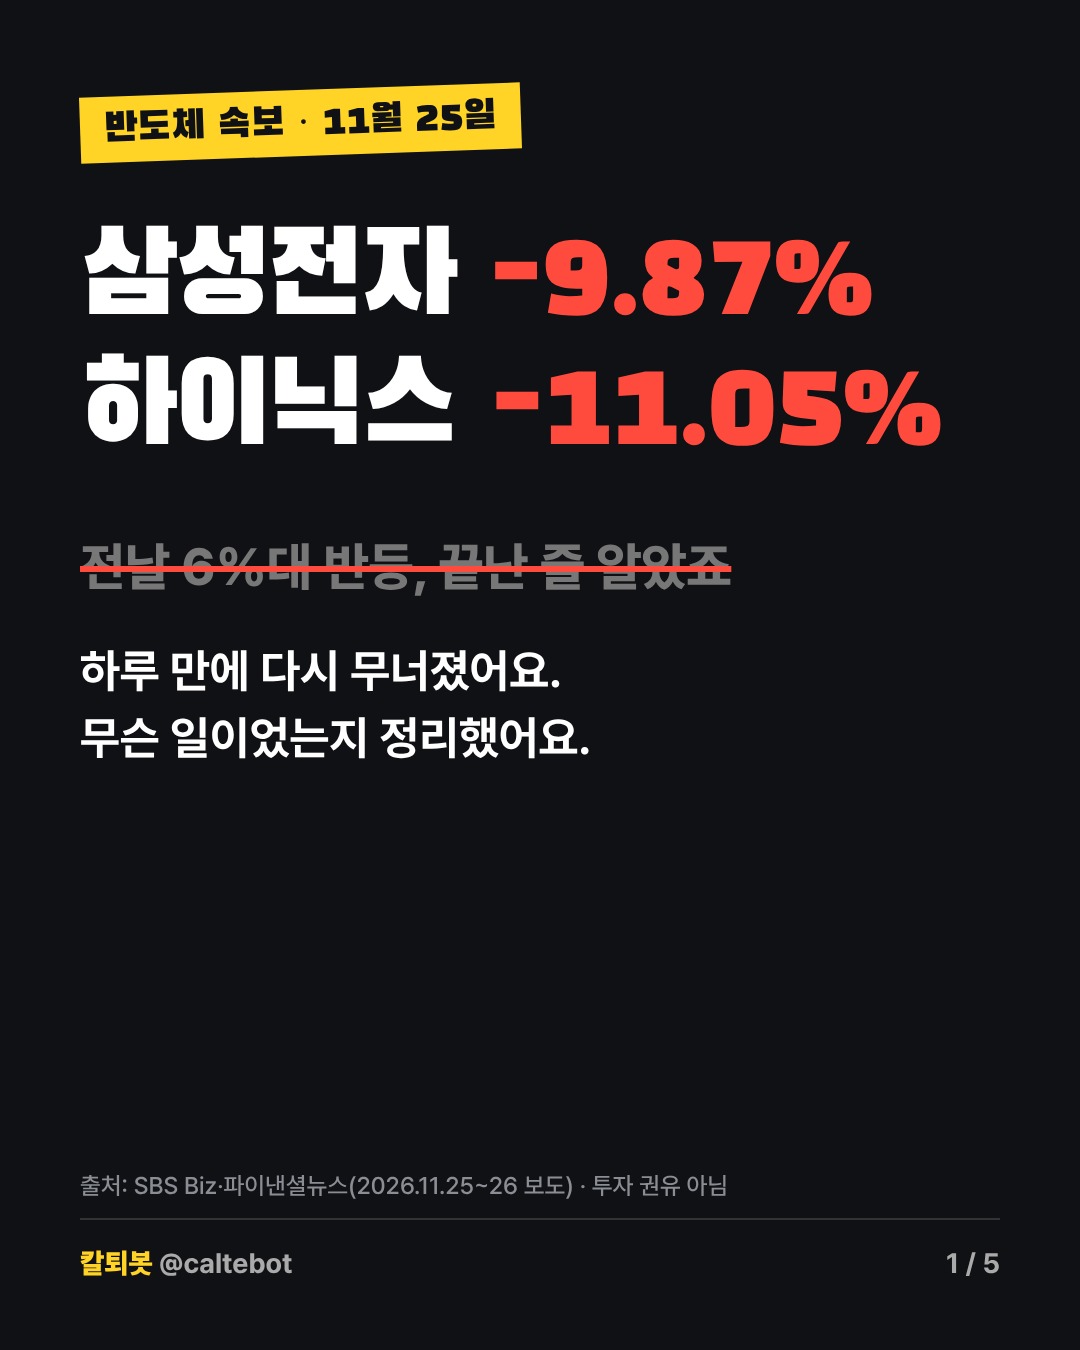 반도체 속보 · 11월 25일
삼성전자 -9.87%
하이닉스 -11.05%
전날 6%대 반등, 끝난 줄 알았죠
하루 만에 다시 무너졌어요.
무슨 일이었는지 정리했어요.
출처: SBS Biz·파이낸셜뉴스(2026.11.25~26 보도) · 투자 권유 아님
칼퇴봇 @caltebot
1 / 5